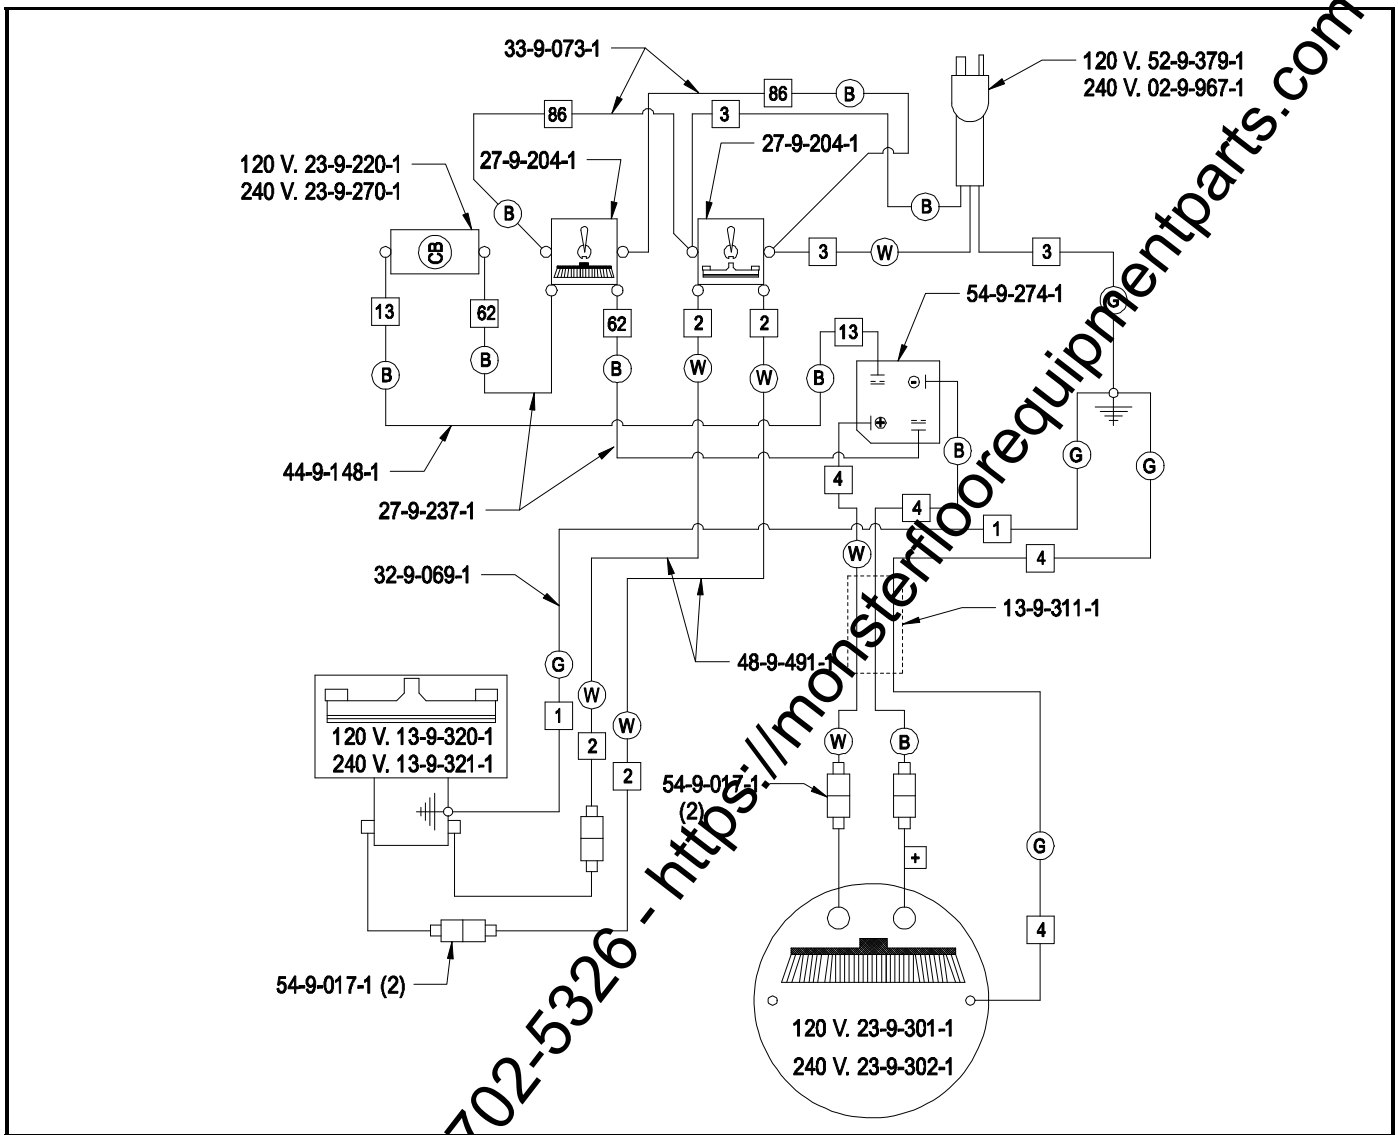 33-9-073-1
120 V. 52-9-379-1
240 V. 02-9-967-1
86
B
86
3
27-9-204-1
27-9-204-1
120 V. 23-9-220-1
240 V. 23-9-270-1
B
B
CB
3
W
3
54-9-274-1
G
13
62
62
2
2
13
B
B
B
W
W
B
-
+
B
G
G
44-9-148-1
4
27-9-237-1
4
1
W
4
32-9-069-1
13-9-311-1
48-9-491-1
G
W
1
W
2
2
120 V. 13-9-320-1
240 V. 13-9-321-1
W
B
54-9-017-1
(2)
+
G
4
54-9-017-1 (2)
120 V. 23-9-301-1
240 V. 23-9-302-1
702-5326 - https://monsterfloorequipmentparts.com